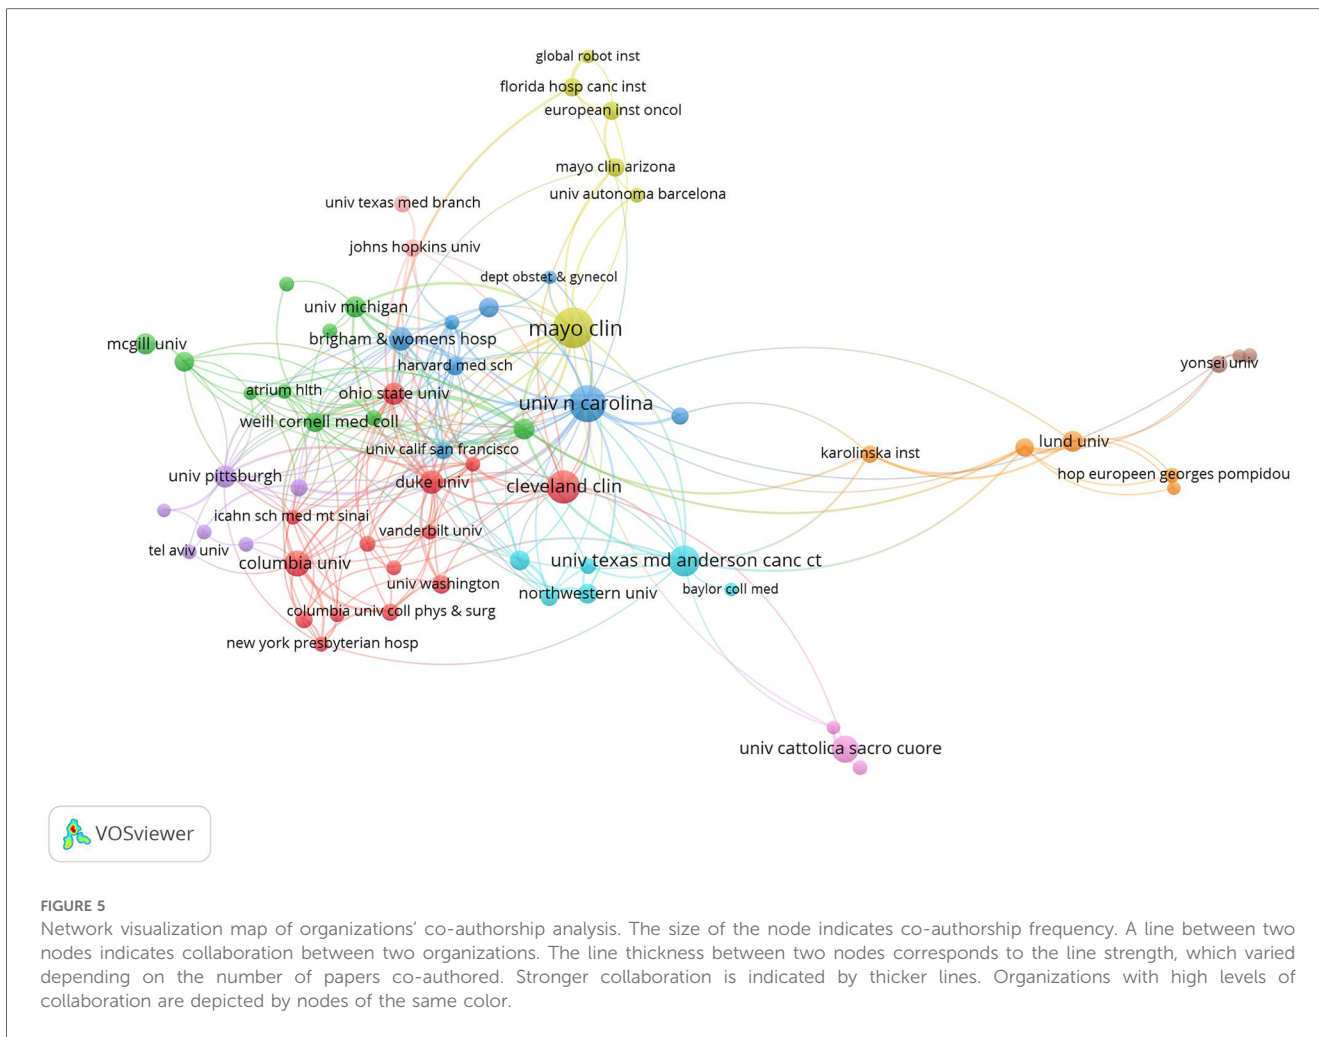 global robot inst
florida hosp canc inst
european inst oncol
mayo clin arizona
univ autonoma barcelona
univ texas med branch
johns hopkins univ
dept obstet & gynecol
univ michigan
mayo clin
brigham & womens hosp
mcgill univ
harvard med sch
yonsei univ
atrium hlth
ohio state univ
univ n carolina
weill cornell med coll
lund univ
univ calif san francisco
karolinska inst
univ pittsburgh
hop europeen georges pompidou
duke univ
cleveland clin
icahn sch med mt sinai
vanderbilt univ
tel aviv univ
columbia univ
univ texas md anderson canc ct
univ washington
northwestern univ
baylor coll med
columbia univ coll phys & surg
new york presbyterian hosp
univ cattolica sacro cuore
VOSviewer
FIGURE 5
Network visualization map of organizations' co-authorship analysis. The size of the node indicates co-authorship frequency. A line between two
nodes indicates collaboration between two organizations. The line thickness between two nodes corresponds to the line strength, which varied
depending on the number of papers co-authored. Stronger collaboration is indicated by thicker lines. Organizations with high levels of
collaboration are depicted by nodes of the same color.